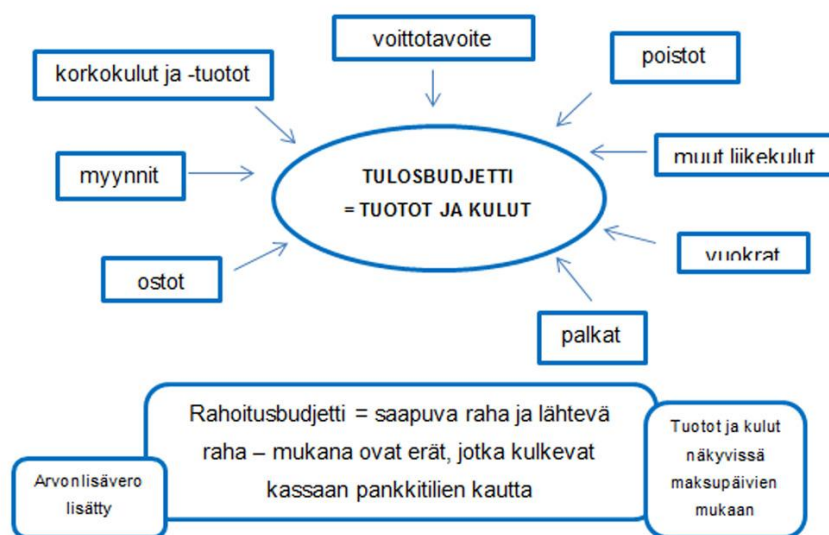 voittotavoite
poistot
korkokulut ja -tuotot
muut liikekulut
myynnit
TULOSBUDJETTI
= TUOTOT JA KULUT
vuokrat
ostot
palkat
Rahoitusbudjetti = saapuva raha ja lähtevä
raha – mukana ovat erät, jotka kulkevat
kassaan pankkitilien kautta
Arvonlisävero
lisätty
Tuotot ja kulut
näkyvissä
maksupäivien
mukaan